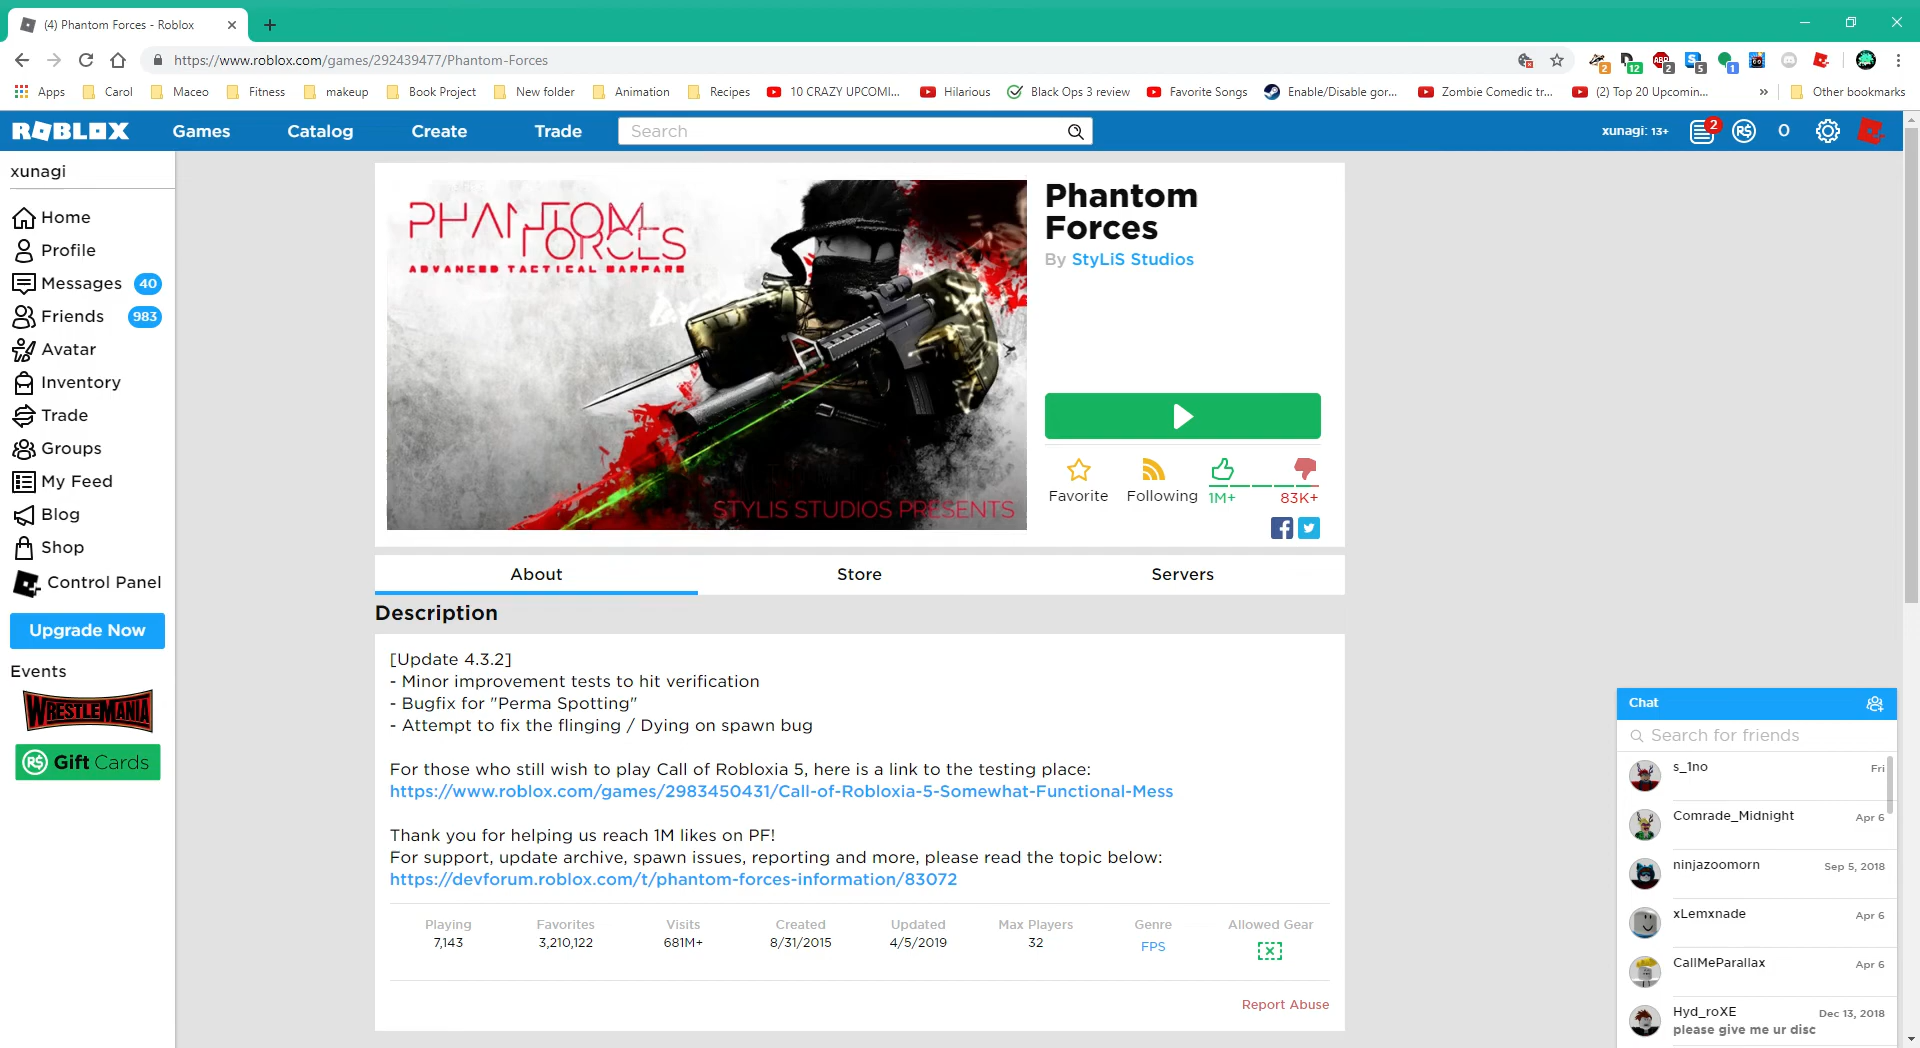 (4) Phantom Forces - Roblox
https://www.roblox.com/games/292439477/Phantom-Forces
2
12
2
5
1
Apps
Carol
Maceo
Fitness
makeup
Book Project
New folder
Animation
Recipes
10 CRAZY UPCOMI...
Hilarious
Black Ops 3 review
Favorite Songs
Enable/Disable gor...
Zombie Comedic tr...
(2) Top 20 Upcomin...
»
Other bookmarks
ROBLOX
Games
Catalog
Create
Trade
Search
xunagi: 13+
2
R$
0
xunagi
Home
Profile
Messages 40
Friends 983
Avatar
Inventory
Trade
Groups
My Feed
Blog
Shop
Control Panel
Upgrade Now
Events
WRESTLEMANIA
R$ Gift Cards
PHANTOM
FORCES
ADVANCED TACTICAL WARFARE
STYLIS STUDIOS PRESENTS
Phantom
Forces
By StyLiS Studios
Favorite
Following
1M+
83K+
About
Store
Servers
Description
[Update 4.3.2]
- Minor improvement tests to hit verification
- Bugfix for "Perma Spotting"
- Attempt to fix the flinging / Dying on spawn bug
For those who still wish to play Call of Robloxia 5, here is a link to the testing place:
https://www.roblox.com/games/2983450431/Call-of-Robloxia-5-Somewhat-Functional-Mess
Thank you for helping us reach 1M likes on PF!
For support, update archive, spawn issues, reporting and more, please read the topic below:
https://devforum.roblox.com/t/phantom-forces-information/83072
Playing Favorites Visits Created Updated Max Players Genre Allowed Gear
7,143 3,210,122 681M+ 8/31/2015 4/5/2019 32 FPS
Report Abuse
Chat
Search for friends
s_1no Fri
Comrade_Midnight Apr 6
ninjazoomorn Sep 5, 2018
xLemxnade Apr 6
CallMeParallax Apr 6
Hyd_roXE Dec 13, 2018
please give me ur disc